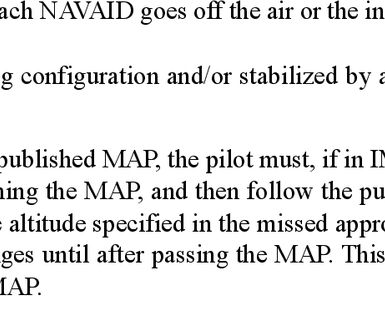 ach NAVAID goes off the air or the in
g configuration and/or stabilized by a
published MAP, the pilot must, if in IM
ning the MAP, and then follow the pu
e altitude specified in the missed appro
ges until after passing the MAP. This
MAP.